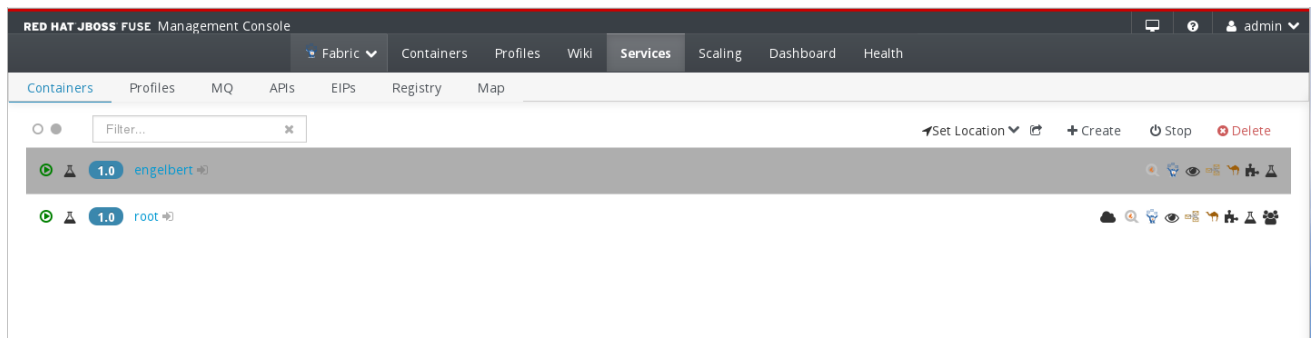 RED HAT JBOSS FUSE Management Console
admin
Fabric Containers Profiles Wiki Services Scaling Dashboard Health
Containers Profiles MQ APIs EIPs Registry Map
Filter... Set Location Create Stop Delete
1.0 engelbert
1.0 root